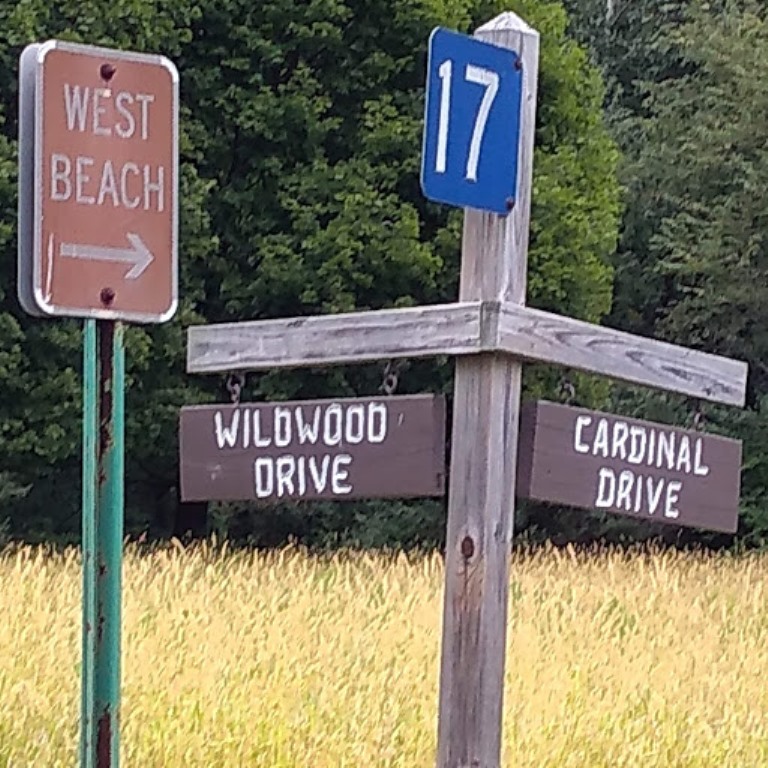 WEST
BEACH
17
WILDWOOD
DRIVE
CARDINAL
DRIVE